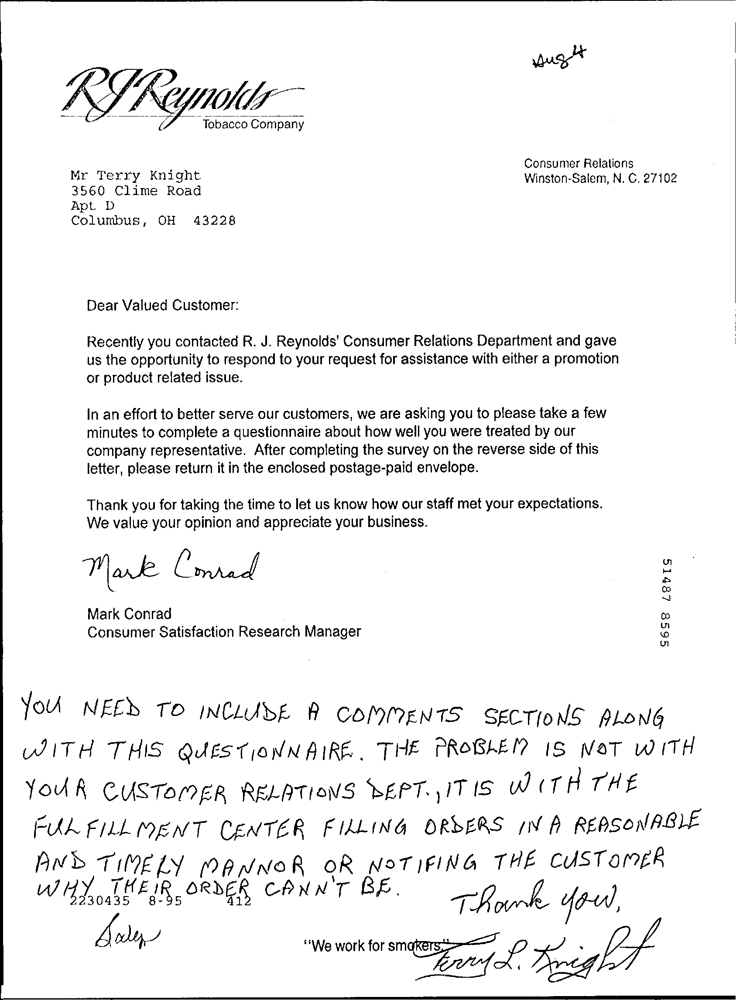 Aug 4
RJReynolds
Tobacco Company
Consumer Relations
Winston-Salem, N. C. 27102
Mr Terry Knight
3560 Clime Road
Apt D
Columbus, OH 43228
Dear Valued Customer:
Recently you contacted R. J. Reynolds' Consumer Relations Department and gave
us the opportunity to respond to your request for assistance with either a promotion
or product related issue.
In an effort to better serve our customers, we are asking you to please take a few
minutes to complete a questionnaire about how well you were treated by our
company representative. After completing the survey on the reverse side of this
letter, please return it in the enclosed postage-paid envelope.
Thank you for taking the time to let us know how our staff met your expectations.
We value your opinion and appreciate your business.
Mark Conrad
Mark Conrad
Consumer Satisfaction Research Manager
51487 8595
YOU NEED TO INCLUDE A COMMENTS SECTIONS ALONG
WITH THIS QUESTIONNAIRE. THE PROBLEM IS NOT WITH
YOUR CUSTOMER RELATIONS DEPT., IT IS WITH THE
FULFILLMENT CENTER FILLING ORDERS IN A REASONABLE
AND TIMELY MANNOR OR NOTIFING THE CUSTOMER
WHY THEIR ORDER CANN'T BE.
2230435 8-95 412
Thank you,
"We work for smokers."
Terry L. Knight